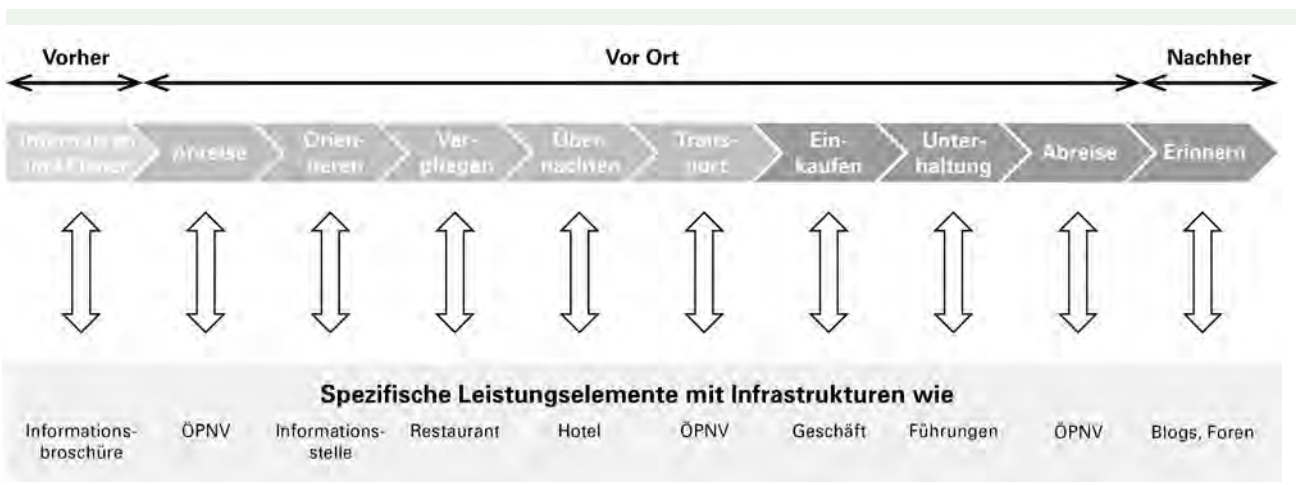 Vorher
Vor Ort
Nachher
Informieren
Anreise
Orien-
tieren
Ver-
pflegen
Über-
nachten
Trans-
port
Ein-
kaufen
Unter-
haltung
Abreise
Erinnern
Spezifische Leistungselemente mit Infrastrukturen wie
Informations-
broschüre
ÖPNV
Informations-
stelle
Restaurant
Hotel
ÖPNV
Geschäft
Führungen
ÖPNV
Blogs, Foren